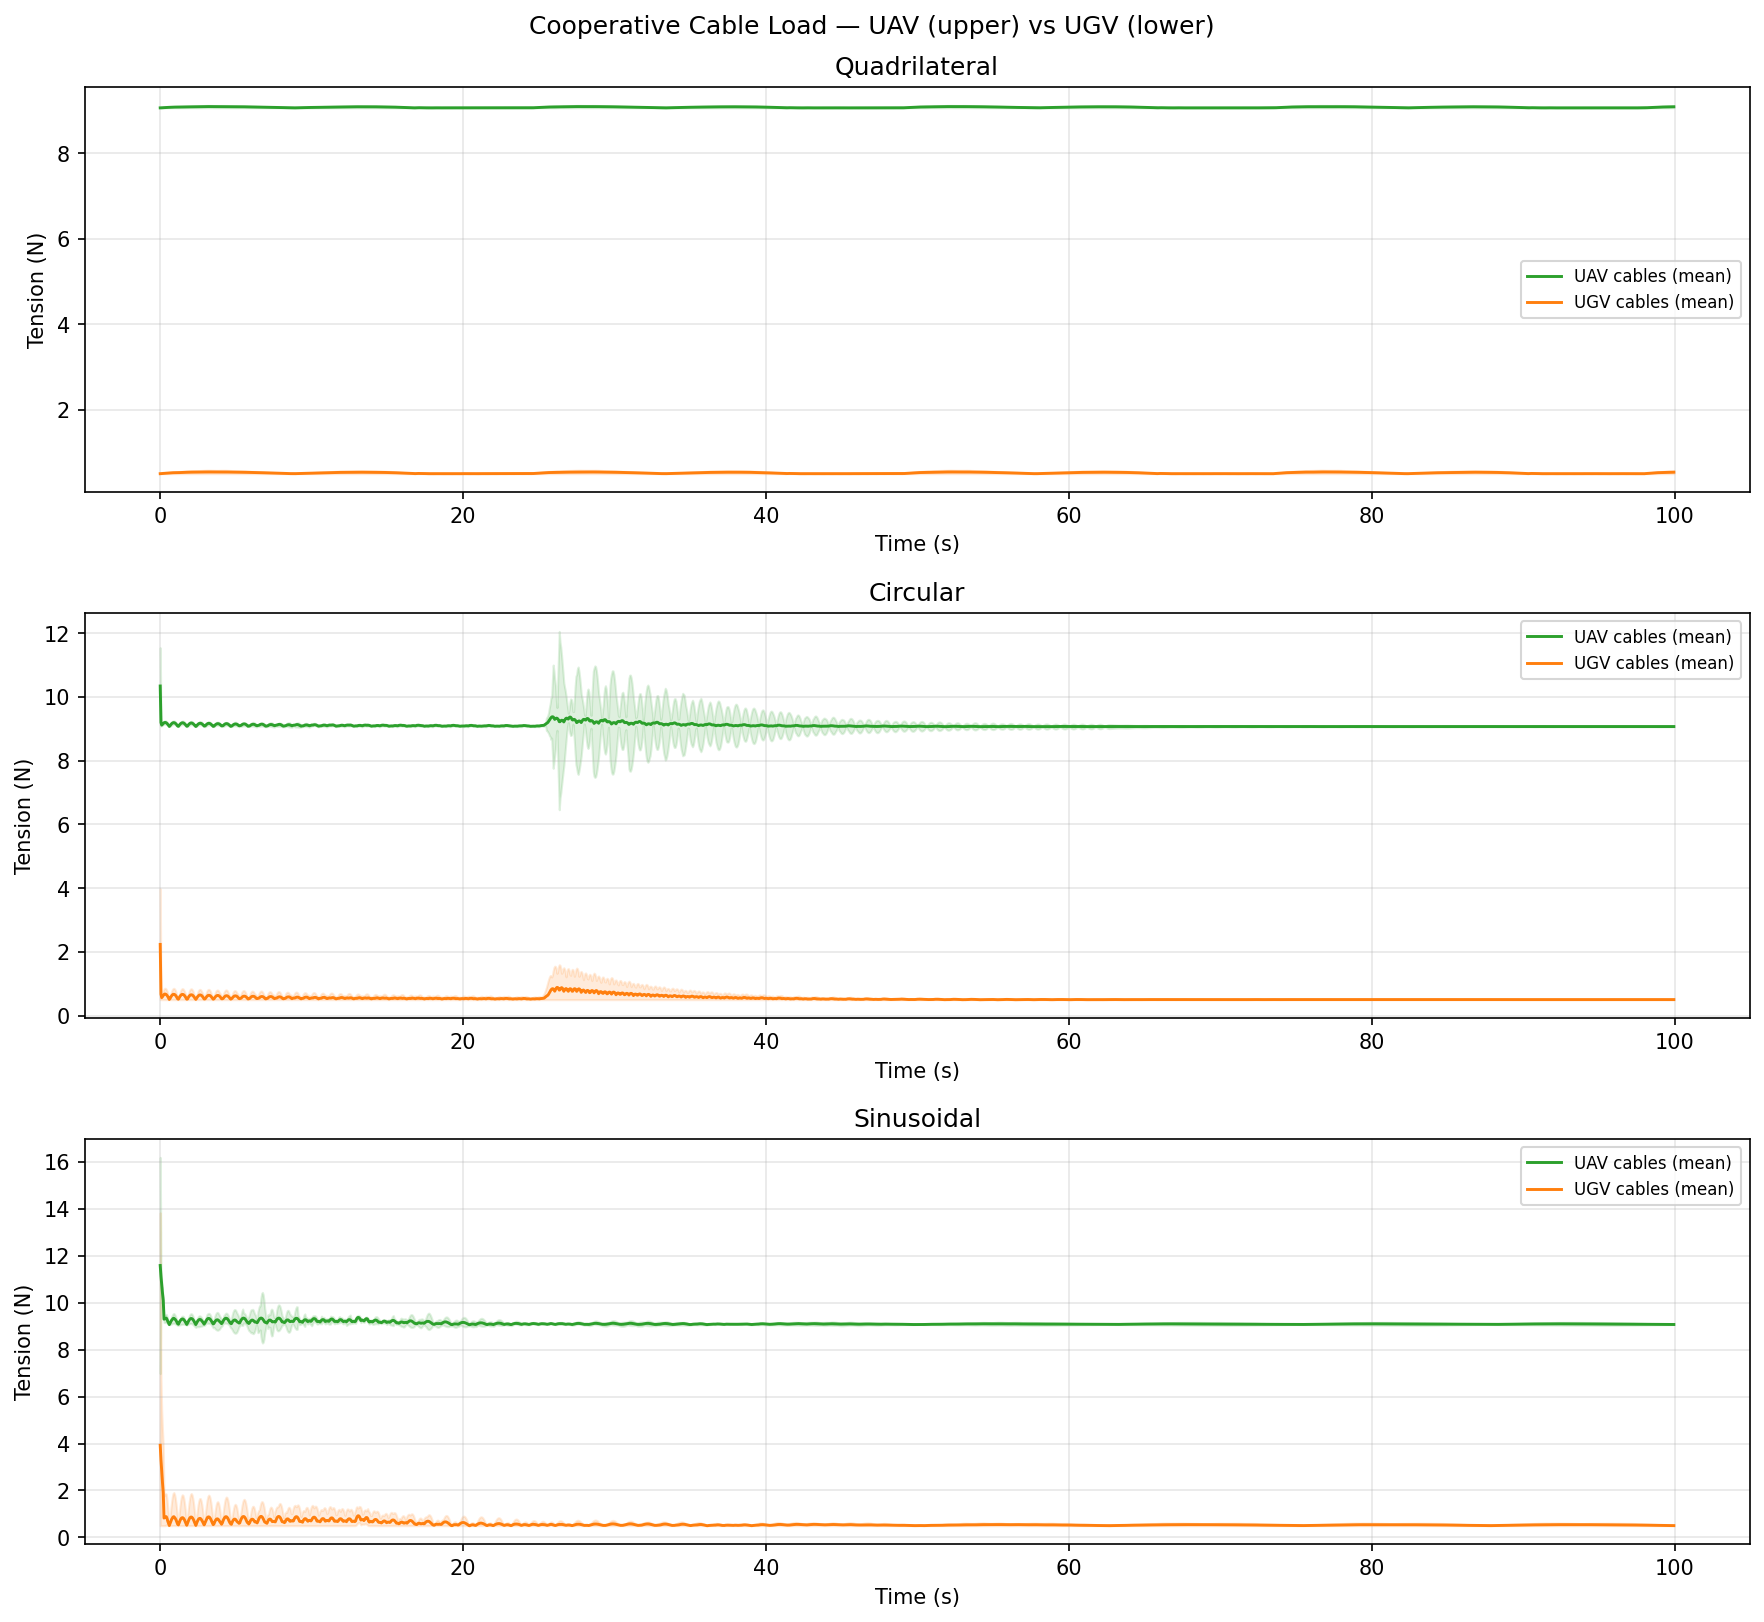 Cooperative Cable Load — UAV (upper) vs UGV (lower)
Quadrilateral
Tension (N)
8
6
4
2
UAV cables (mean)
UGV cables (mean)
0 20 40 60 80 100
Time (s)
Circular
Tension (N)
12
10
8
6
4
2
0
UAV cables (mean)
UGV cables (mean)
0 20 40 60 80 100
Time (s)
Sinusoidal
Tension (N)
16
14
12
10
8
6
4
2
0
UAV cables (mean)
UGV cables (mean)
0 20 40 60 80 100
Time (s)